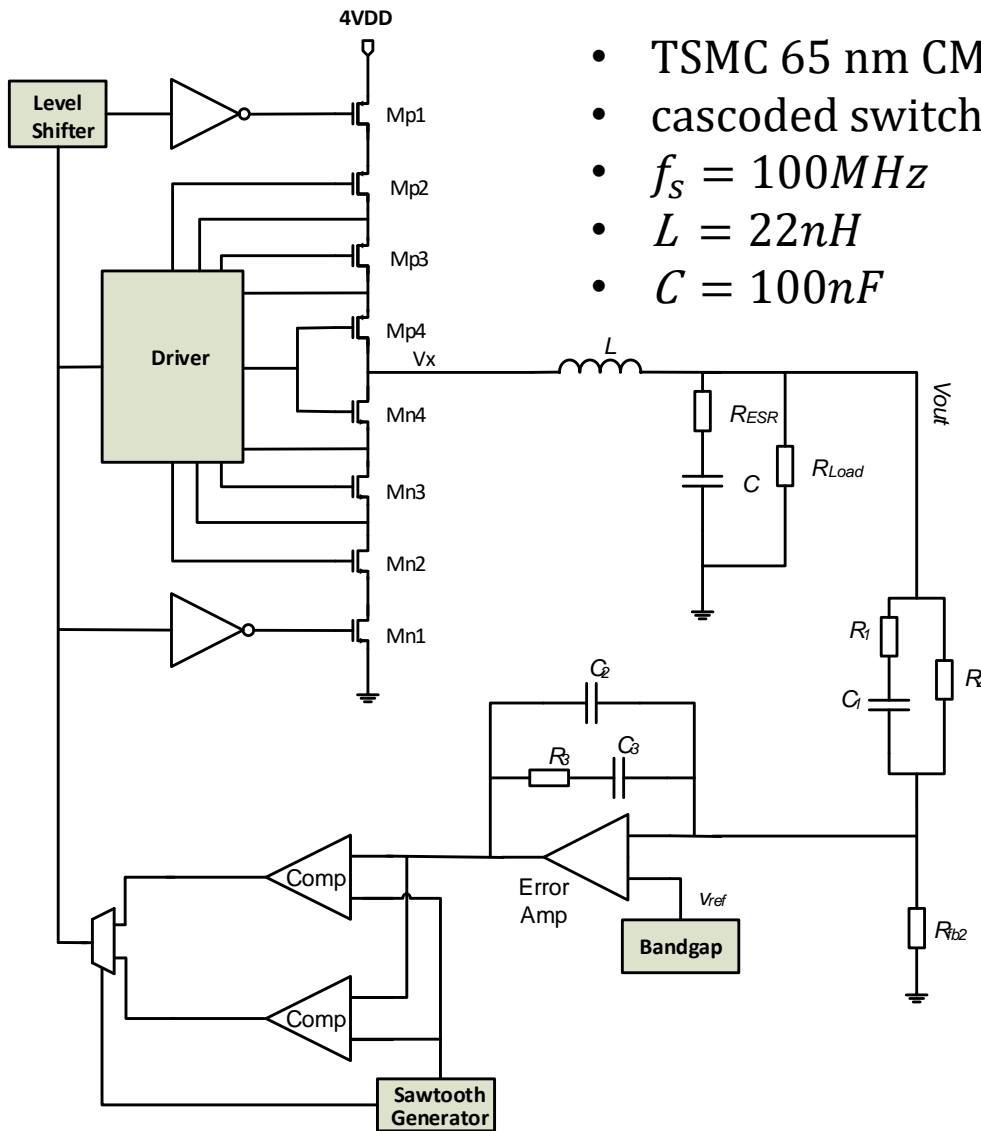 4VDD
• TSMC 65 nm CM
• cascoded switch
• f_s = 100MHz
• L = 22nH
• C = 100nF
Level
Shifter
Mp1
Mp2
Mp3
Mp4
Driver
Vx
L
Mn4
Mn3
Mn2
Mn1
RESR
C
RLoad
Vout
R1
C1
C2
R3
C3
Comp
Error
Amp
Vref
Bandgap
Rfb2
Comp
Sawtooth
Generator